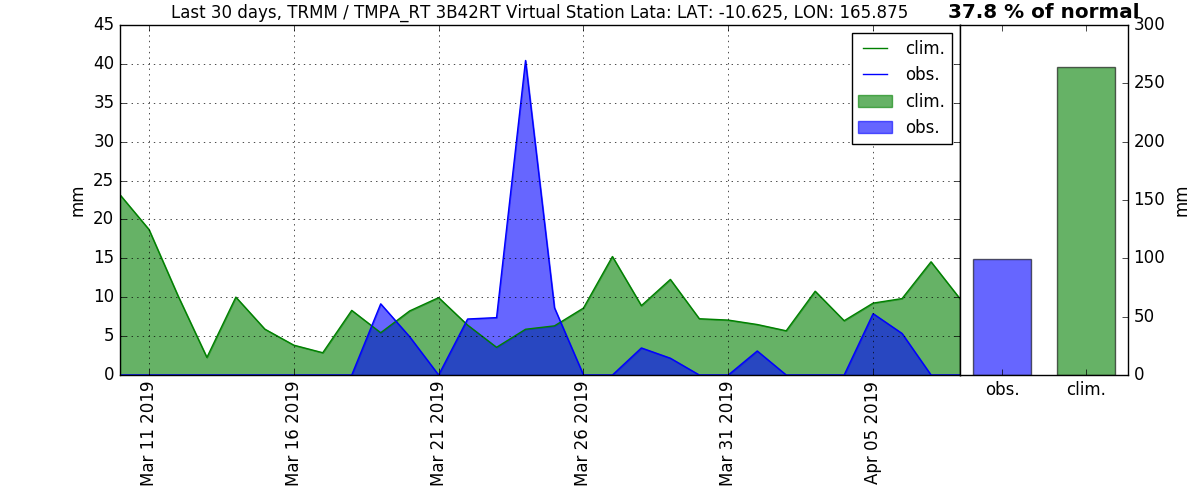 Last 30 days, TRMM / TMPA_RT 3B42RT Virtual Station Lata: LAT: -10.625, LON: 165.875
37.8 % of normal
45
40
35
30
25
20
15
10
5
0
mm
clim.
obs.
clim.
obs.
Mar 11 2019
Mar 16 2019
Mar 21 2019
Mar 26 2019
Mar 31 2019
Apr 05 2019
300
250
200
150
100
50
0
mm
obs.
clim.